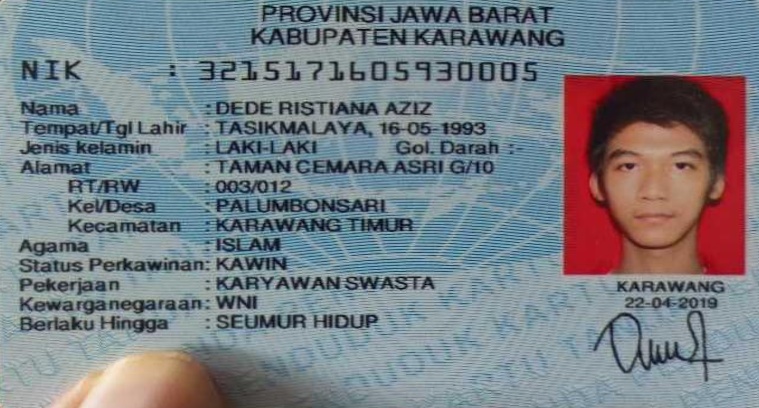 PROVINSI JAWA BARAT
KABUPATEN KARAWANG
NIK : 3215171605930005
Nama : DEDE RISTIANA AZIZ
Tempat/Tgl Lahir : TASIKMALAYA, 16-05-1993
Jenis kelamin : LAKI-LAKI Gol. Darah :-
Alamat : TAMAN CEMARA ASRI G/10
RT/RW : 003/012
Kel/Desa : PALUMBONSARI
Kecamatan : KARAWANG TIMUR
Agama : ISLAM
Status Perkawinan: KAWIN
Pekerjaan : KARYAWAN SWASTA
Kewarganegaraan: WNI
Berlaku Hingga : SEUMUR HIDUP
KARAWANG
22-04-2019